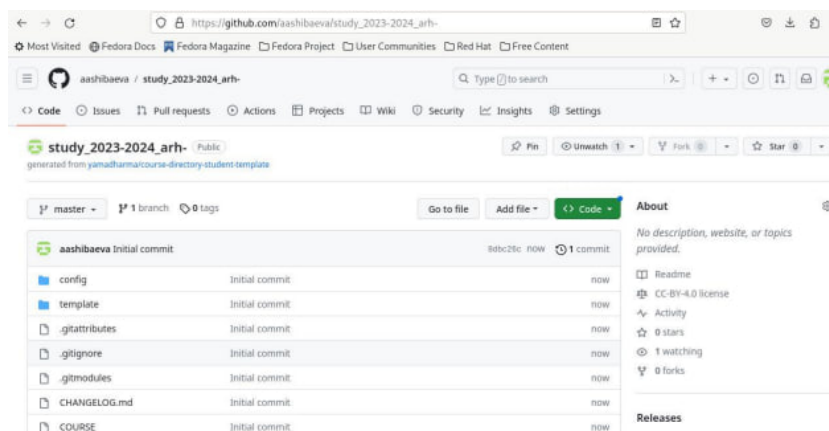 https://github.com/aashibaeva/study_2023-2024_arh-
Most Visited Fedora Docs Fedora Magazine Fedora Project User Communities Red Hat Free Content
aashibaeva / study_2023-2024_arh- Type / to search
Code Issues Pull requests Actions Projects Wiki Security Insights Settings
study_2023-2024_arh- Public Pin Unwatch 1 Fork 0 Star 0
generated from yamadharma/course-directory-student-template
master 1 branch 0 tags Go to file Add file Code About
No description, website, or topics provided.
aashibaeva Initial commit 8dbc26c now 1 commit
config Initial commit now
Readme
CC-BY-4.0 license
template Initial commit now
Activity
.gitattributes Initial commit now
0 stars
.gitignore Initial commit now
1 watching
.gitmodules Initial commit now
0 forks
CHANGELOG.md Initial commit now
Releases
COURSE Initial commit now